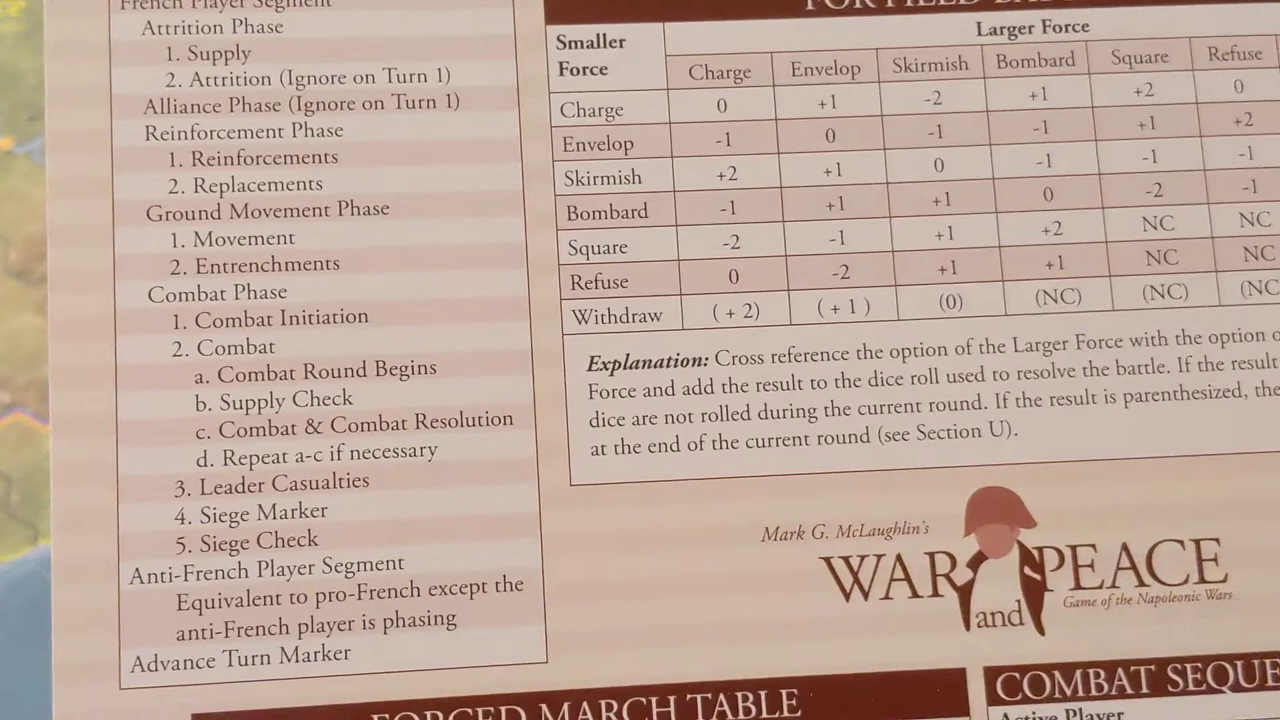 French Player Segment
Attrition Phase
1. Supply
2. Attrition (Ignore on Turn 1)
Alliance Phase (Ignore on Turn 1)
Reinforcement Phase
1. Reinforcements
2. Replacements
Ground Movement Phase
1. Movement
2. Entrenchments
Combat Phase
1. Combat Initiation
2. Combat
a. Combat Round Begins
b. Supply Check
c. Combat & Combat Resolution
d. Repeat a-c if necessary
3. Leader Casualties
4. Siege Marker
5. Siege Check
Anti-French Player Segment
Equivalent to pro-French except the
anti-French player is phasing
Advance Turn Marker
Smaller Force Larger Force
Charge Envelop Skirmish Bombard Square Refuse
Charge 0 +1 -2 +1 +2 0
Envelop -1 0 -1 -1 +1 +2
Skirmish +2 +1 0 -1 -1 -1
Bombard -1 +1 +1 0 -2 -1
Square -2 -1 +1 +2 NC NC
Refuse 0 -2 +1 +1 NC NC
Withdraw (+2) (+1) (0) (NC) (NC) (NC
Explanation: Cross reference the option of the Larger Force with the option
Force and add the result to the dice roll used to resolve the battle. If the result
dice are not rolled during the current round. If the result is parenthesized, the
at the end of the current round (see Section U).
Mark G. McLaughlin's
WAR and PEACE
Game of the Napoleonic Wars
FORCED MARCH TABLE
COMBAT SEQUE
Active Player